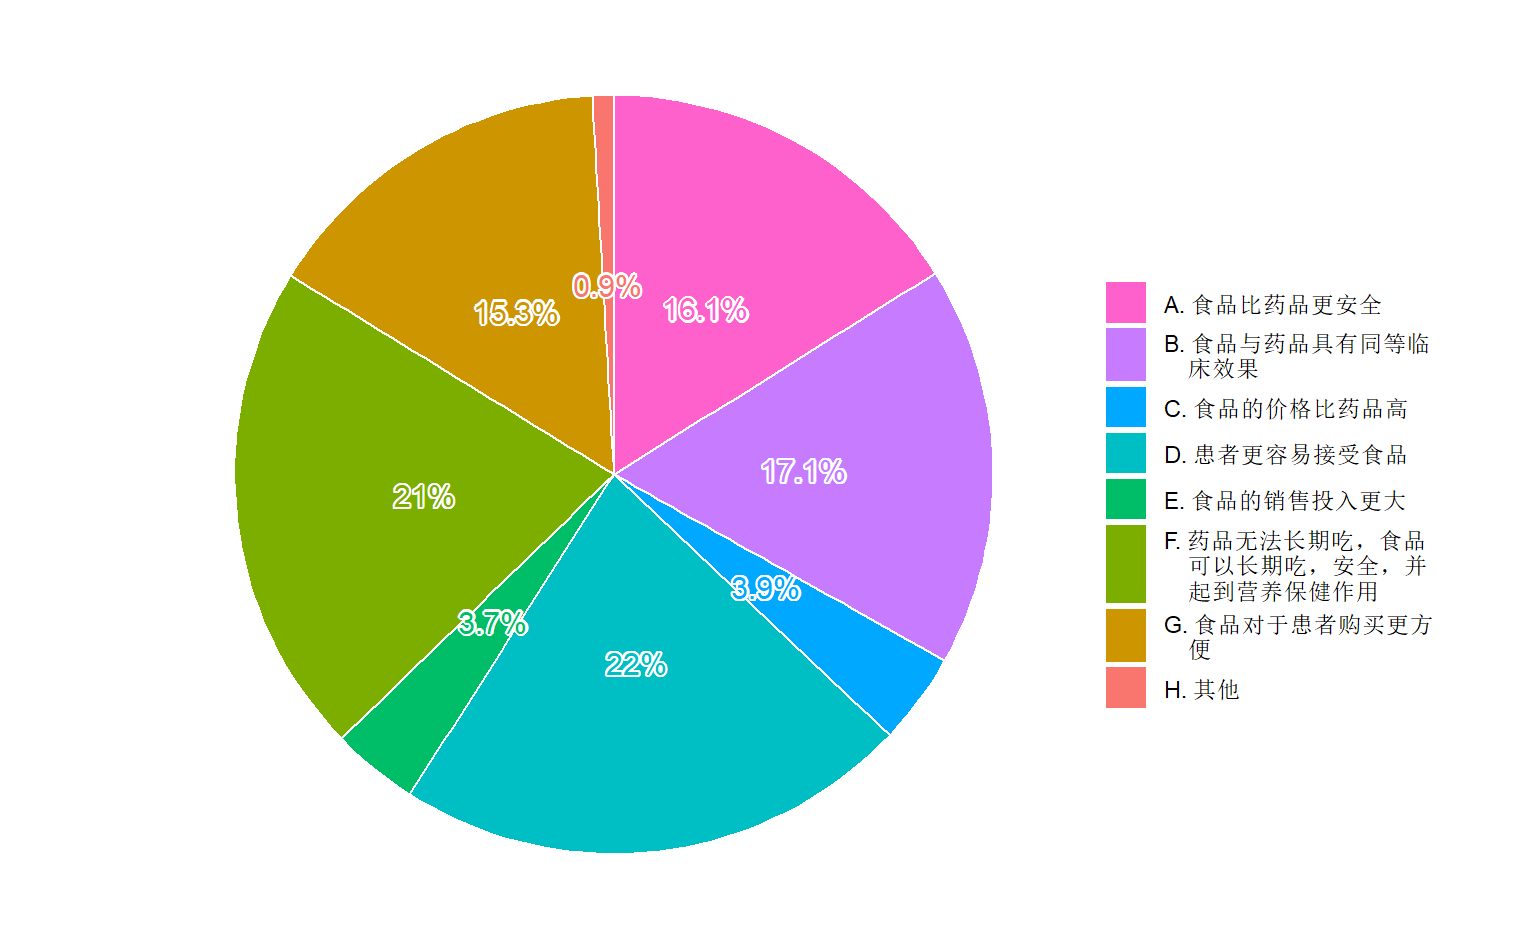 0.9%
16.1%
15.3%
17.1%
21%
3.9%
3.7%
22%
A. 食品比药品更安全
B. 食品与药品具有同等临
床效果
C. 食品的价格比药品高
D. 患者更容易接受食品
E. 食品的销售投入更大
F. 药品无法长期吃，食品
可以长期吃，安全，并
起到营养保健作用
G. 食品对于患者购买更方
便
H. 其他